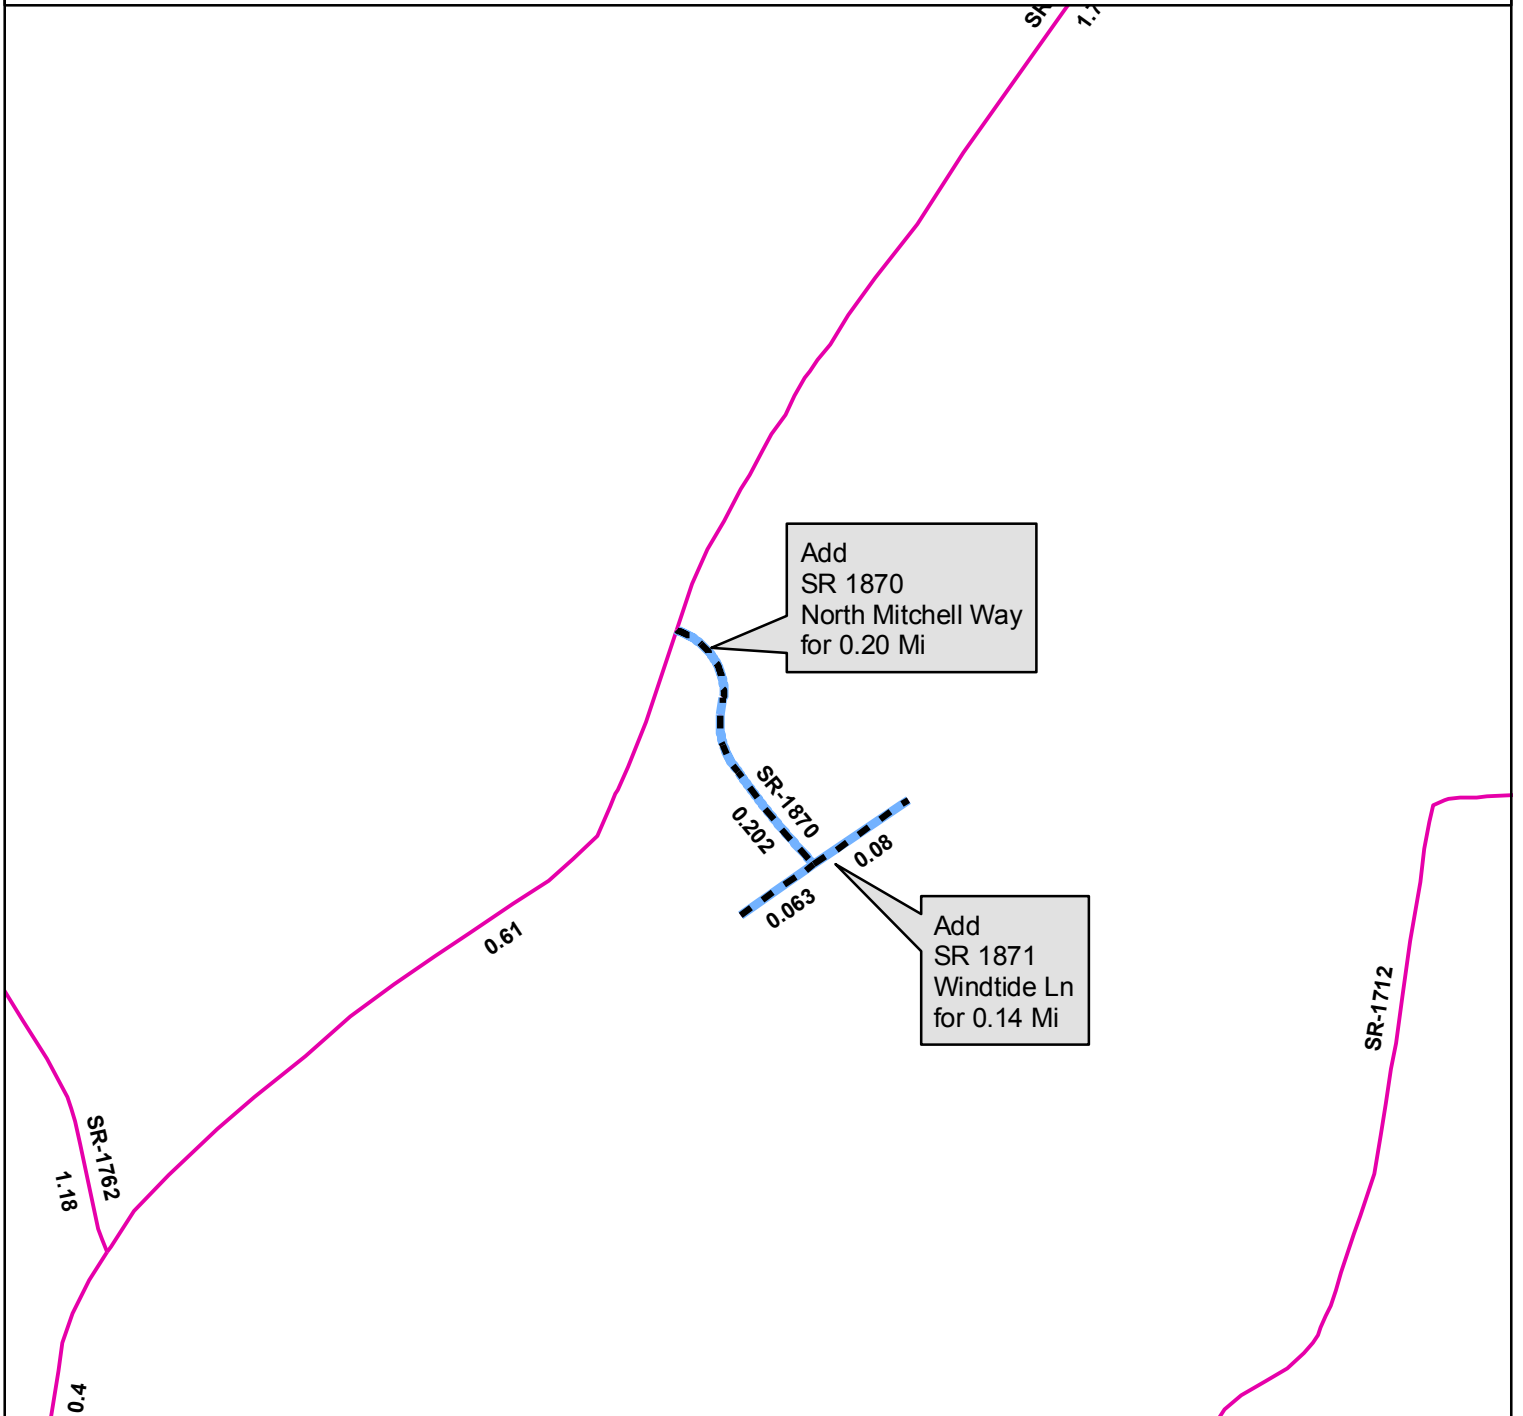 Add
SR 1870
North Mitchell Way
for 0.20 Mi
SR-1870
0.202
0.08
0.063
Add
SR 1871
Windtide Ln
for 0.14 Mi
0.61
SR-1712
SR-1762
1.18
0.4